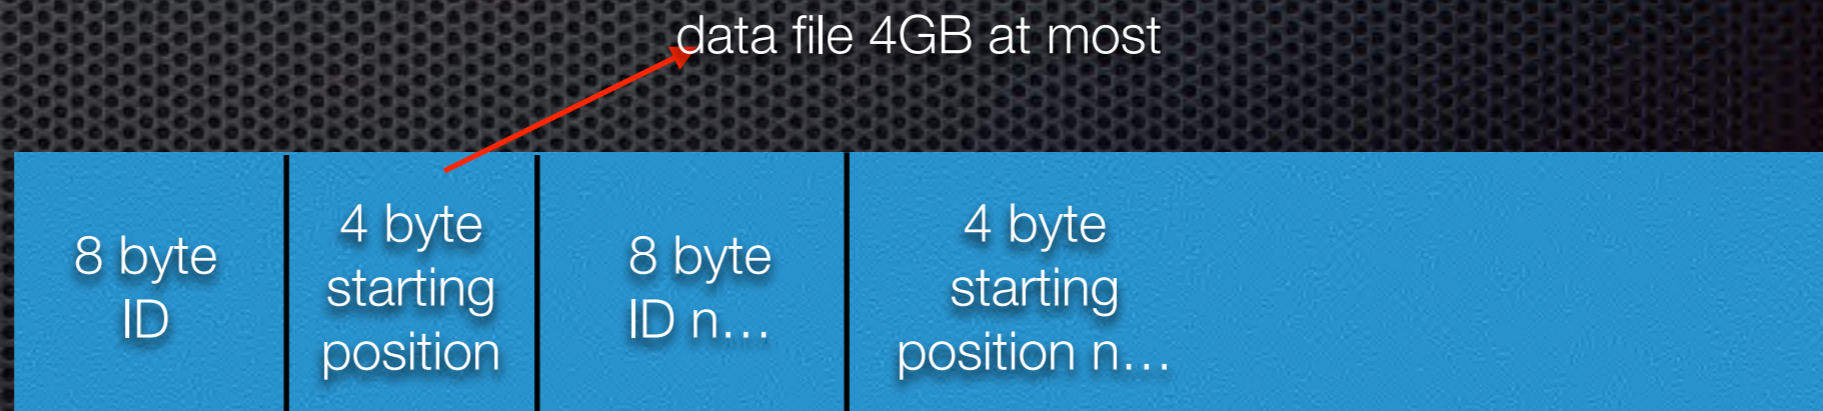 data file 4GB at most
8 byte
ID
4 byte
starting
position
8 byte
ID n...
4 byte
starting
position n...